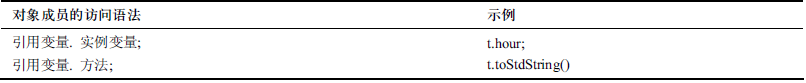 对象成员的访问语法 示例
引用变量. 实例变量; t.hour;
引用变量. 方法; t.toStdString()